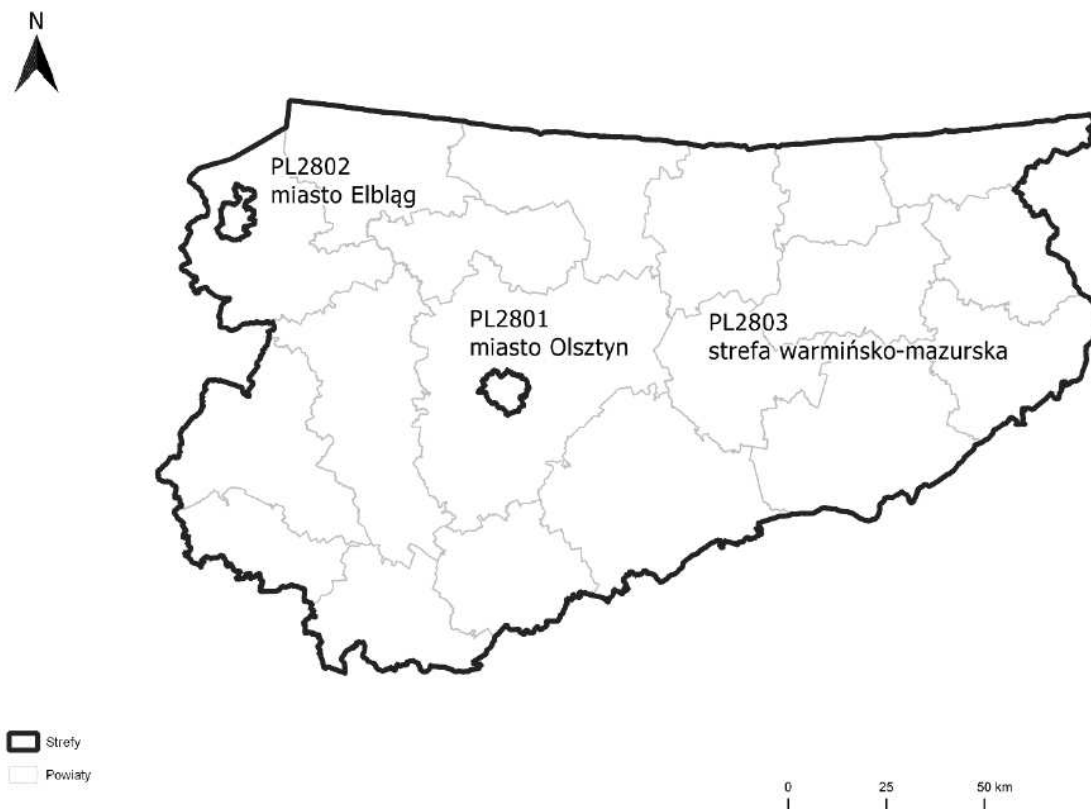 N
PL2802
miasto Elbląg
PL2801
miasto Olsztyn
PL2803
strefa warmińsko-mazurska
Strefy
Powiaty
0 25 50 km